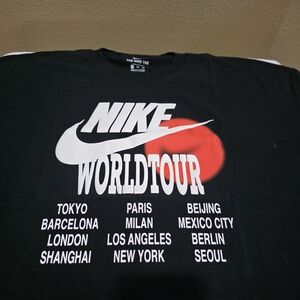 THE NIKE TEE
NIKE
WORLDTOUR
TOKYO PARIS BEIJING
BARCELONA MILAN MEXICO CITY
LONDON LOS ANGELES BERLIN
SHANGHAI NEW YORK SEOUL